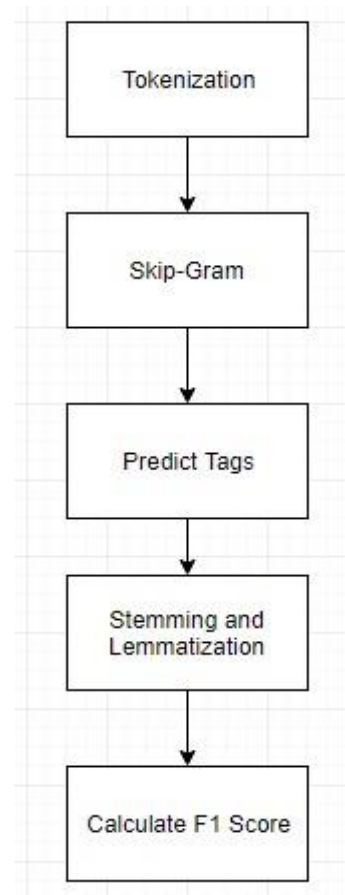 Tokenization
Skip-Gram
Predict Tags
Stemming and
Lemmatization
Calculate F1 Score